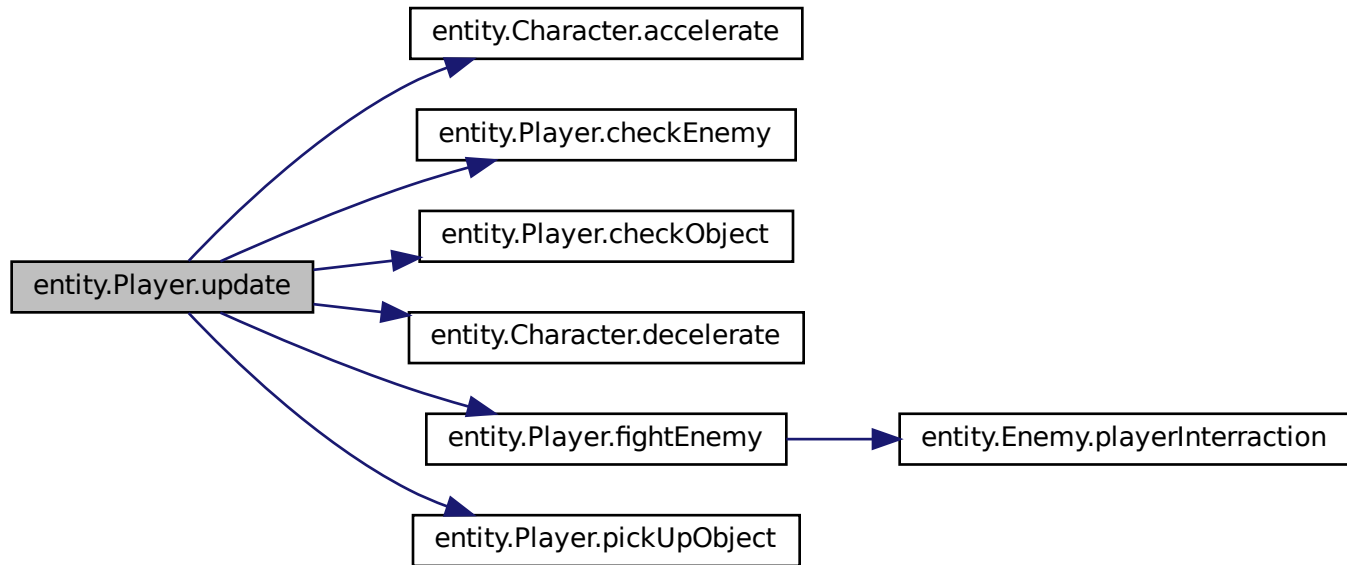 entity.Character.accelerate
entity.Player.checkEnemy
entity.Player.checkObject
entity.Player.update
entity.Character.decelerate
entity.Player.fightEnemy
entity.Enemy.playerInterraction
entity.Player.pickUpObject